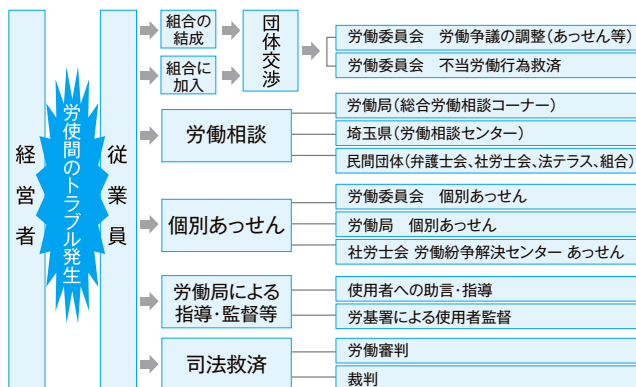 経営者
労使間のトラブル発生
従業員
組合の
結成
組合に
加入
団体交渉
労働委員会　労働争議の調整（あっせん等）
労働委員会　不当労働行為救済
労働相談
労働局（総合労働相談コーナー）
埼玉県（労働相談センター）
民間団体（弁護士会、社労士会、法テラス、組合）
個別あっせん
労働委員会　個別あっせん
労働局　個別あっせん
社労士会 労働紛争解決センター あっせん
労働局による
指導・監督等
使用者への助言・指導
労基署による使用者監督
司法救済
労働審判
裁判